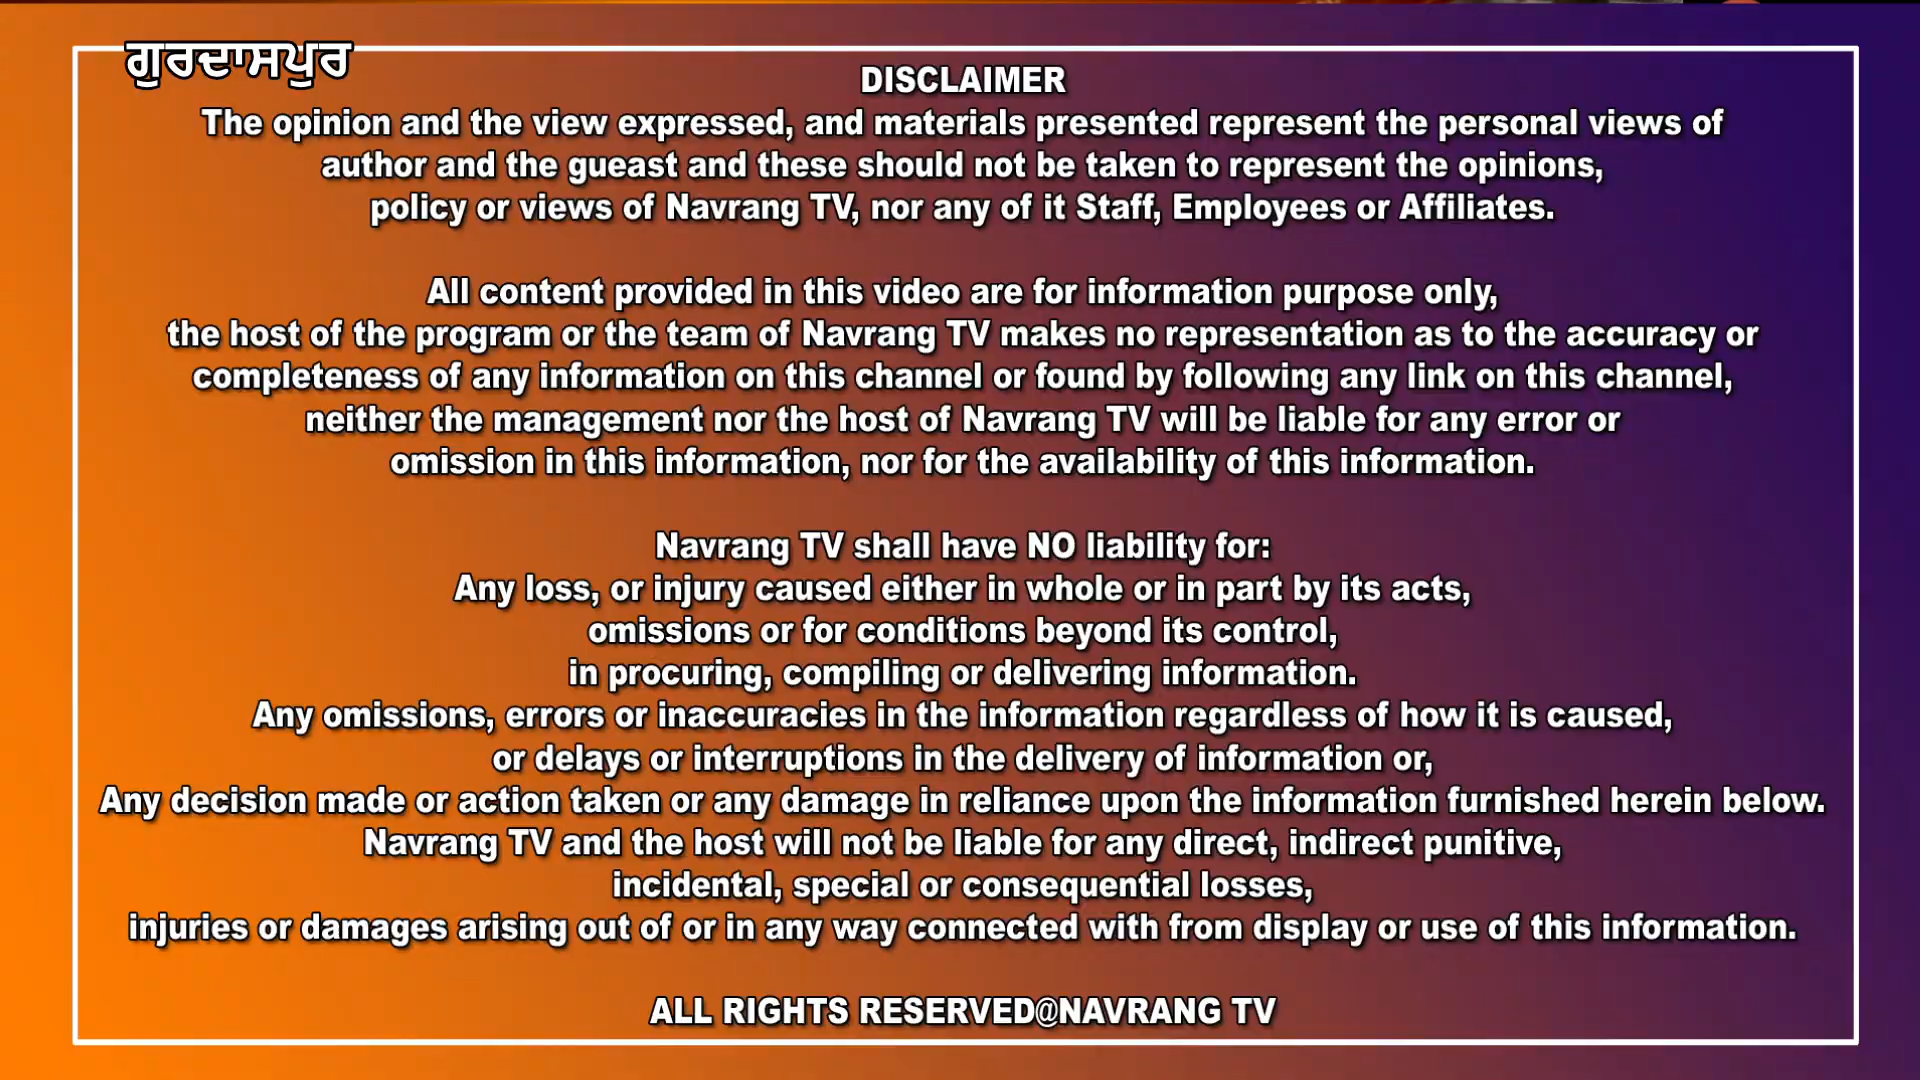 ਗੁਰਦਾਸਪੁਰ
DISCLAIMER
The opinion and the view expressed, and materials presented represent the personal views of
author and the gueast and these should not be taken to represent the opinions,
policy or views of Navrang TV, nor any of it Staff, Employees or Affiliates.
All content provided in this video are for information purpose only,
the host of the program or the team of Navrang TV makes no representation as to the accuracy or
completeness of any information on this channel or found by following any link on this channel,
neither the management nor the host of Navrang TV will be liable for any error or
omission in this information, nor for the availability of this information.
Navrang TV shall have NO liability for:
Any loss, or injury caused either in whole or in part by its acts,
omissions or for conditions beyond its control,
in procuring, compiling or delivering information.
Any omissions, errors or inaccuracies in the information regardless of how it is caused,
or delays or interruptions in the delivery of information or,
Any decision made or action taken or any damage in reliance upon the information furnished herein below.
Navrang TV and the host will not be liable for any direct, indirect punitive,
incidental, special or consequential losses,
injuries or damages arising out of or in any way connected with from display or use of this information.
ALL RIGHTS RESERVED@NAVRANG TV